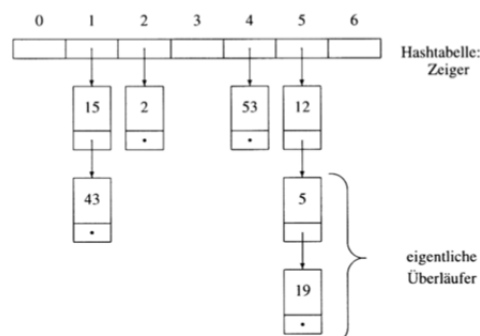 0 1 2 3 4 5 6
Hashtabelle:
Zeiger
15 2 53 12
43 5
eigentliche
Überläufer
19